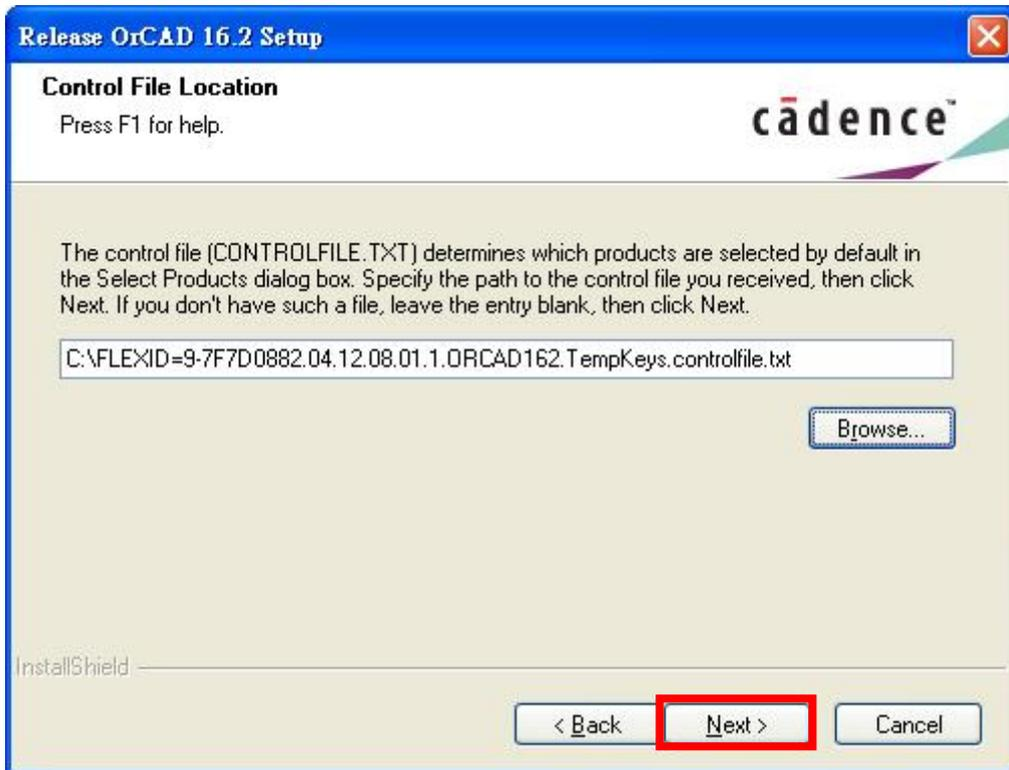 Release OrCAD 16.2 Setup
Control File Location
Press F1 for help.
cādence™
The control file (CONTROLFILE.TXT) determines which products are selected by default in
the Select Products dialog box. Specify the path to the control file you received, then click
Next. If you don't have such a file, leave the entry blank, then click Next.
C:\FLEXID=9-7F7D0882.04.12.08.01.1.ORCAD162.TempKeys.controlfile.txt
Browse...
InstallShield
< Back
Next >
Cancel